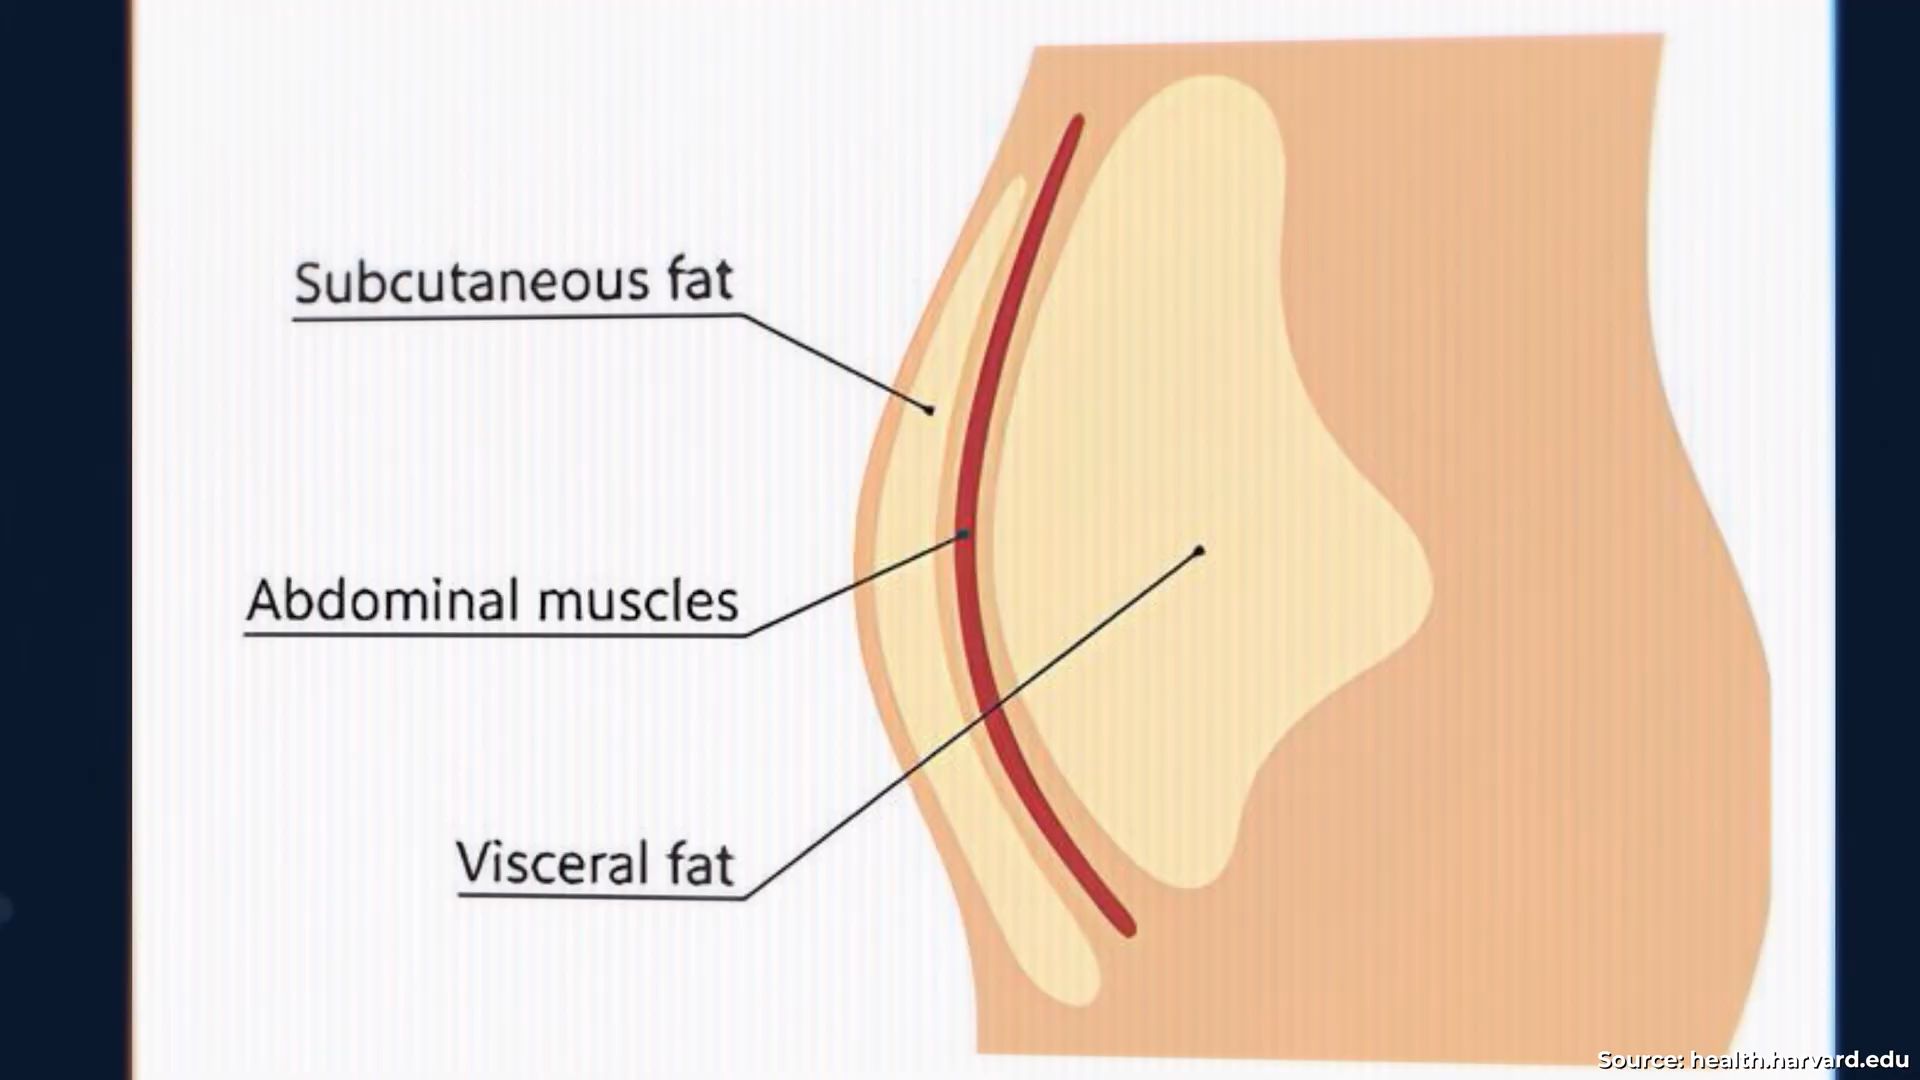 Subcutaneous fat
Abdominal muscles
Visceral fat
Source: health.harvard.edu